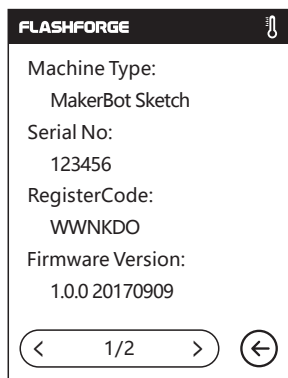 FLASHFORGE
Machine Type:
MakerBot Sketch
Serial No:
123456
RegisterCode:
WWNKDO
Firmware Version:
1.0.0 20170909
< 1/2 >